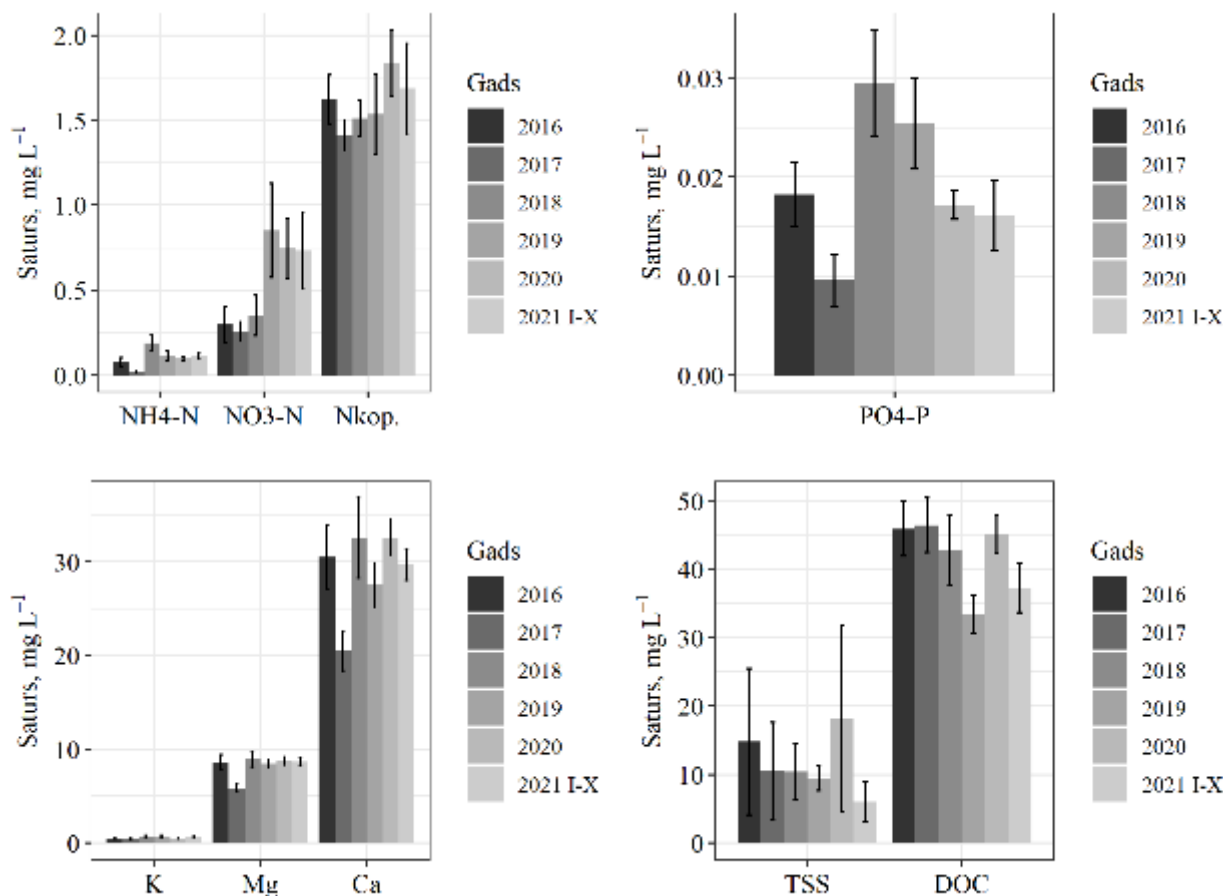 Saturs, mg L⁻¹
2.0
1.5
1.0
0.5
0.0
NH4-N NO3-N Nkop.
Gads
2016
2017
2018
2019
2020
2021 I-X
Saturs, mg L⁻¹
0.03
0.02
0.01
0.00
PO4-P
Gads
2016
2017
2018
2019
2020
2021 I-X
Saturs, mg L⁻¹
30
20
10
0
K Mg Ca
Gads
2016
2017
2018
2019
2020
2021 I-X
Saturs, mg L⁻¹
50
40
30
20
10
0
TSS DOC
Gads
2016
2017
2018
2019
2020
2021 I-X